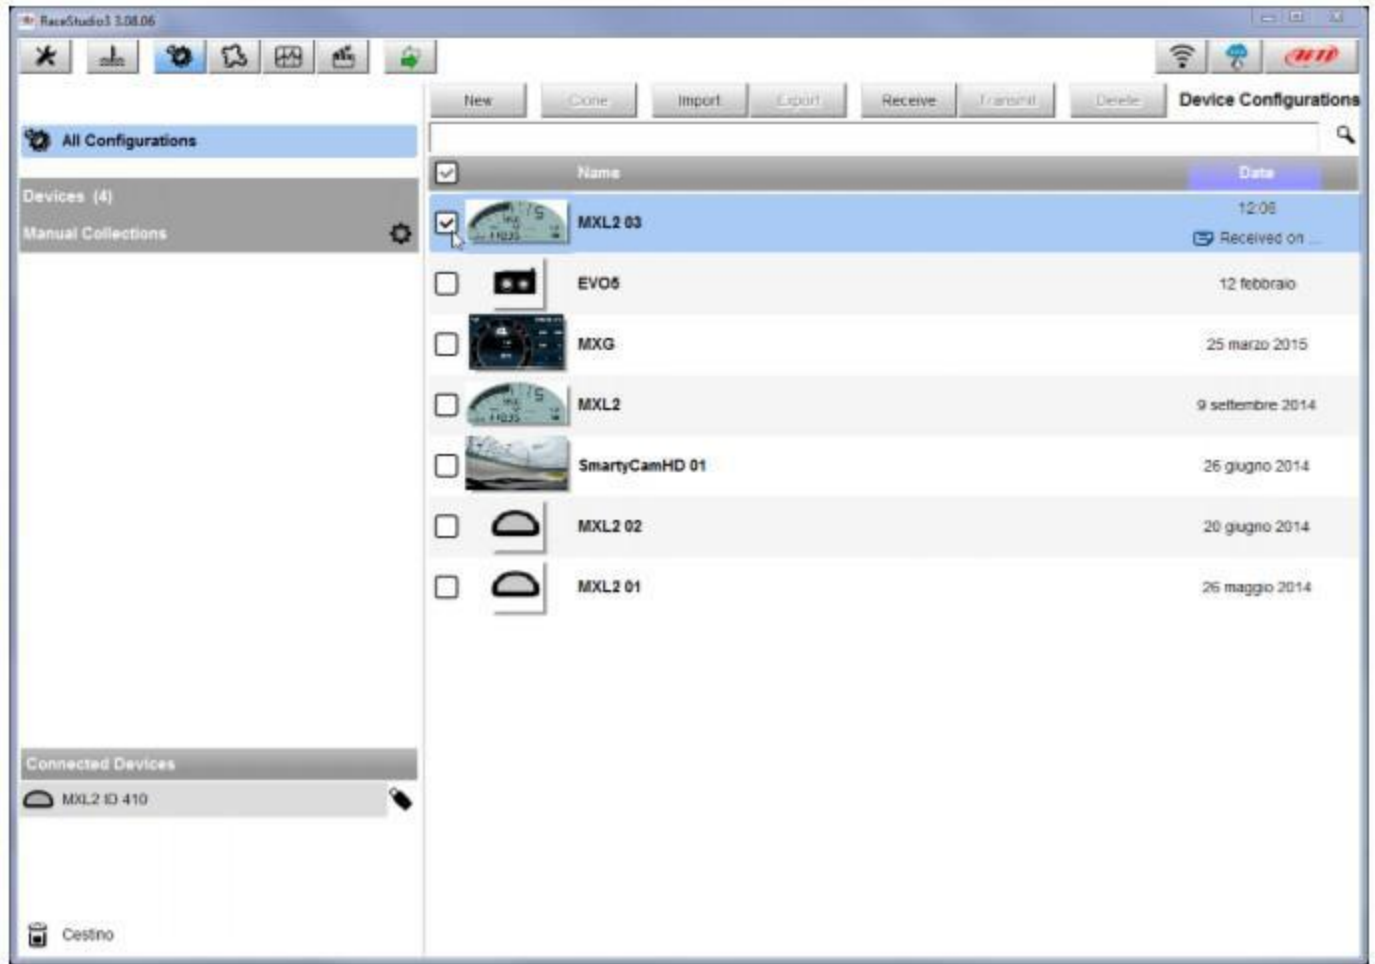 RaceStudio3 3.08.06
AiM
New Clone Import Export Receive Transmit Delete Device Configurations
All Configurations
Name Date
Devices (4)
Manual Collections
MXL2 03
12:06
Received on ...
EVO5 12 febbraio
MXG 25 marzo 2015
MXL2 9 settembre 2014
SmartyCamHD 01 26 giugno 2014
MXL2 02 20 giugno 2014
MXL2 01 26 maggio 2014
Connected Devices
MXL2 ID 410
Cestino